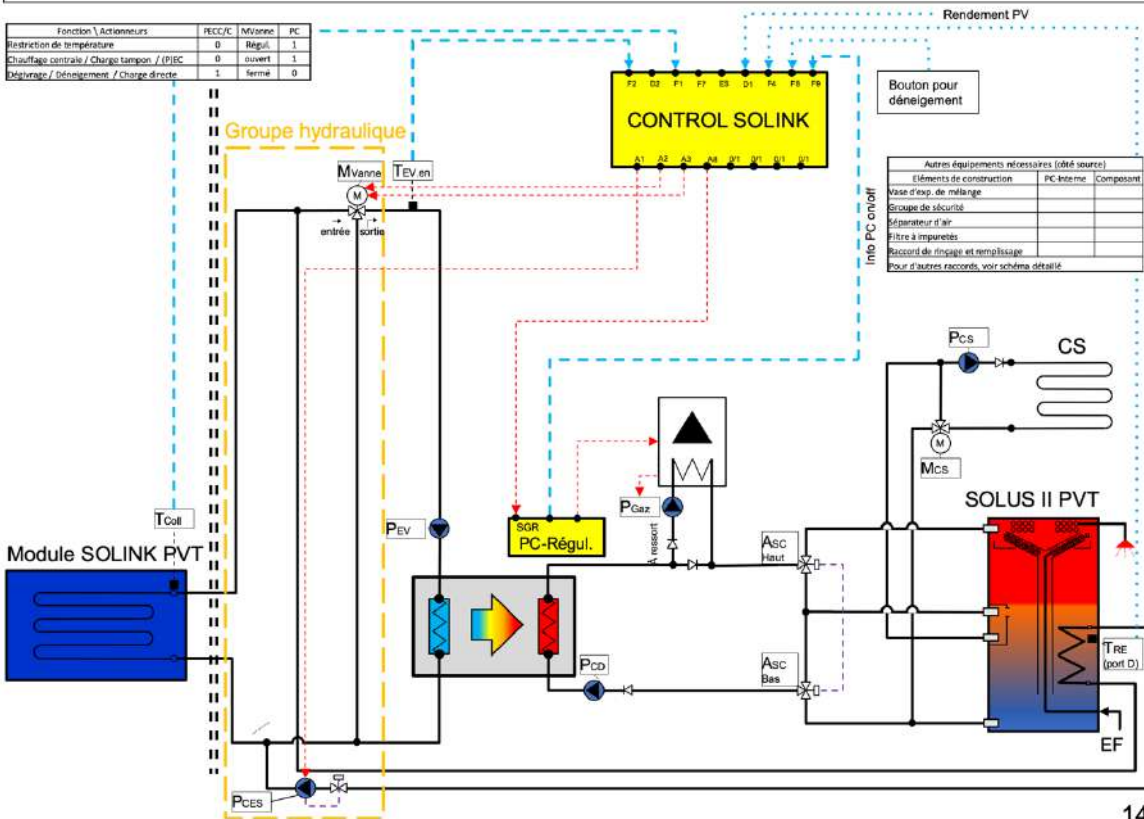 Rendement PV
Fonction \ Actionneurs PECC/C MVanne PC
Restriction de température 0 Régul. 1
Chauffage centrale / Charge tampon / (P)EC 0 ouvert 1
Dégivrage / Déneigement / Charge directe 1 fermé 0
F2 D2 F1 F7 ES D1 F4 F8 F9
CONTROL SOLINK
A1 A2 A3 A8 0/1 0/1 0/1 0/1
Bouton pour
déneigement
Groupe hydraulique
MVanne
TEV.en
M
entrée
sortie
Info PC on/off
Autres équipements nécessaires (côté source)
Eléments de construction PC-Interne Composant
Vase d'exp. de mélange
Groupe de sécurité
Séparateur d'air
Filtre à impuretés
Raccord de rinçage et remplissage
Pour d'autres raccords, voir schéma détaillé
PCS
CS
M
MCS
TColl
Module SOLINK PVT
PEV
SGR
PC-Régul.
PGaz
A ressort
ASC
Haut
SOLUS II PVT
PCD
ASC
Bas
TRE
(port D)
EF
PCES
14